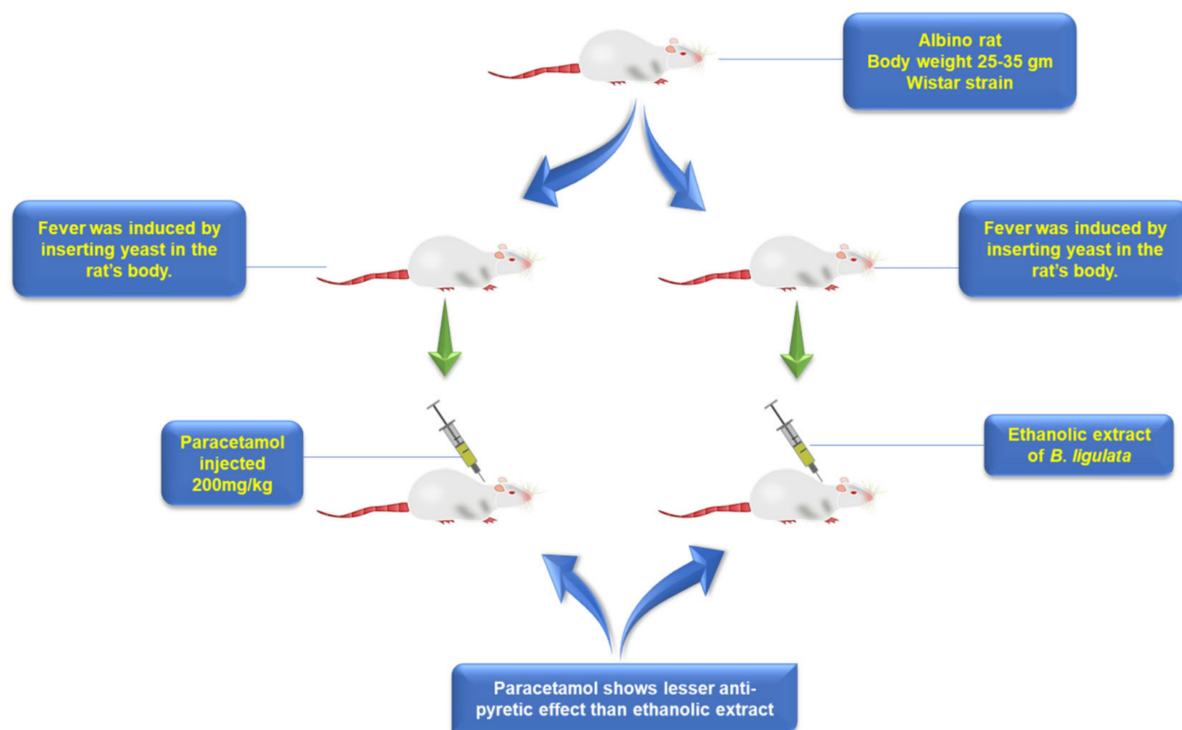 Albino rat
Body weight 25-35 gm
Wistar strain
Fever was induced by
inserting yeast in the
rat's body.
Fever was induced by
inserting yeast in the
rat's body.
Paracetamol
injected
200mg/kg
Ethanolic extract
of B. ligulata
Paracetamol shows lesser anti-
pyretic effect than ethanolic extract